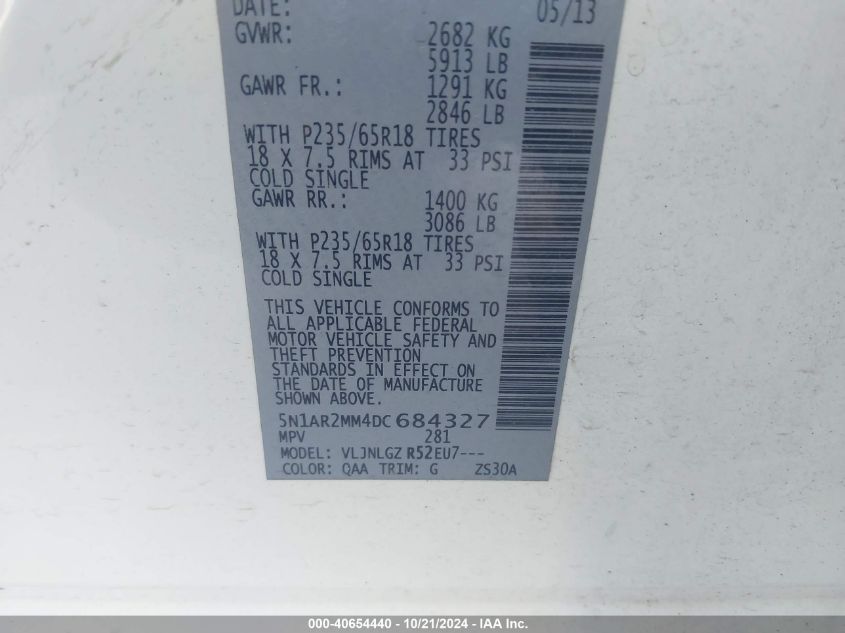 DATE: 05/13
GVWR: 2682 KG
5913 LB
GAWR FR.: 1291 KG
2846 LB
WITH P235/65R18 TIRES
18 X 7.5 RIMS AT 33 PSI
COLD SINGLE
GAWR RR.: 1400 KG
3086 LB
WITH P235/65R18 TIRES
18 X 7.5 RIMS AT 33 PSI
COLD SINGLE
THIS VEHICLE CONFORMS TO
ALL APPLICABLE FEDERAL
MOTOR VEHICLE SAFETY AND
THEFT PREVENTION
STANDARDS IN EFFECT ON
THE DATE OF MANUFACTURE
SHOWN ABOVE.
5N1AR2MM4DC684327
MPV 281
MODEL: VLJNLGZ R52EU7---
COLOR: QAA TRIM: G ZS30A
000-40654440 - 10/21/2024 - IAA Inc.